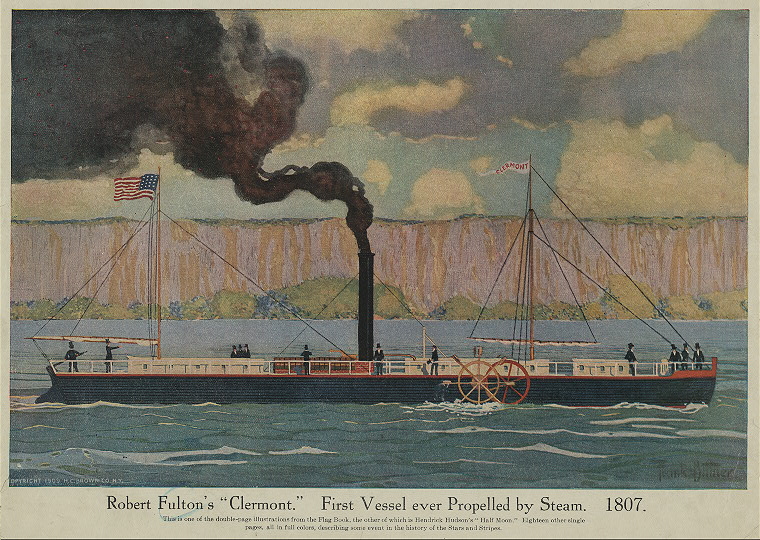 CLERMONT
COPYRIGHT 1909 H.C. BROWN CO. N.Y.
Robert Fulton's "Clermont." First Vessel ever Propelled by Steam. 1807.
This is one of the double-page illustrations from the Flag Book, the other of which is Hendrick Hudson's "Half Moon." Eighteen other single
pages, all in full colors, describing some event in the history of the Stars and Stripes.